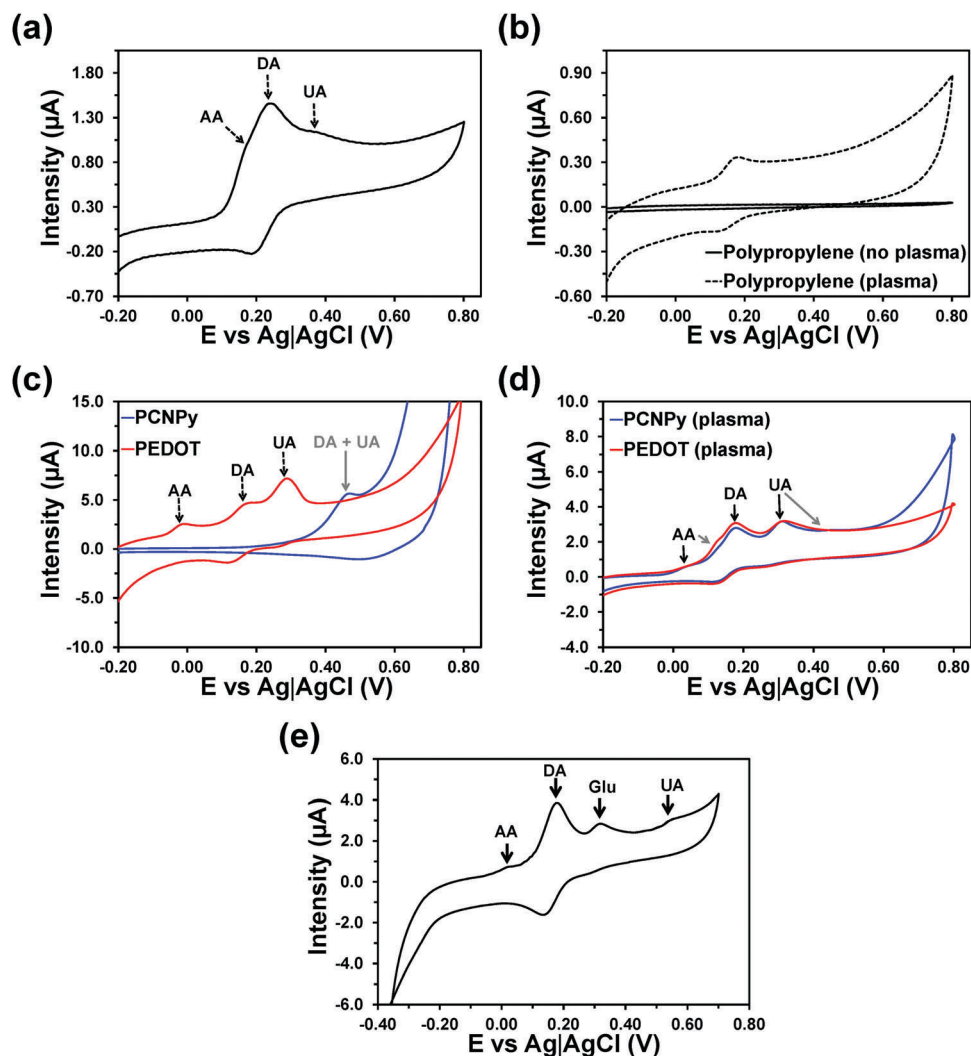 (a)
Intensity (μA)
1.80
1.30
0.80
0.30
-0.20
-0.70
AA
DA
UA
-0.20 0.00 0.20 0.40 0.60 0.80
E vs Ag|AgCl (V)
(b)
Intensity (μA)
0.90
0.60
0.30
0.00
-0.30
-0.60
Polypropylene (no plasma)
Polypropylene (plasma)
-0.20 0.00 0.20 0.40 0.60 0.80
E vs Ag|AgCl (V)
(c)
Intensity (μA)
15.0
10.0
5.0
0.0
-5.0
-10.0
PCNPy
PEDOT
AA
DA
UA
DA + UA
-0.20 0.00 0.20 0.40 0.60 0.80
E vs Ag|AgCl (V)
(d)
Intensity (μA)
10.0
8.0
6.0
4.0
2.0
0.0
-2.0
-4.0
PCNPy (plasma)
PEDOT (plasma)
AA
DA
UA
-0.20 0.00 0.20 0.40 0.60 0.80
E vs Ag|AgCl (V)
(e)
Intensity (μA)
6.0
4.0
2.0
0.0
-2.0
-4.0
-6.0
AA
DA
Glu
UA
-0.40 -0.20 0.00 0.20 0.40 0.60 0.80
E vs Ag|AgCl (V)